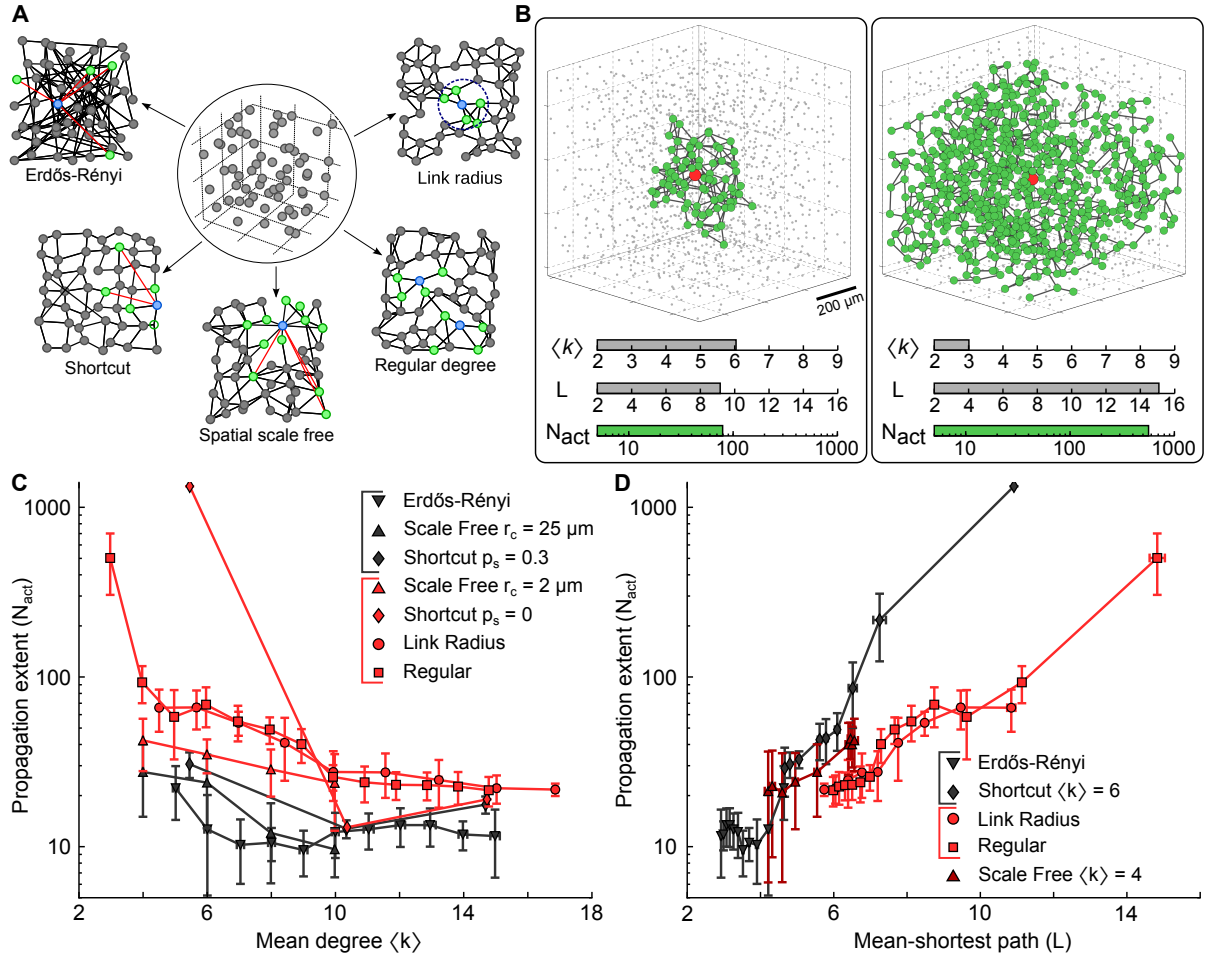 A
Erdős-Rényi
Link radius
Shortcut
Spatial scale free
Regular degree
B
200 µm
⟨k⟩
2 3 4 5 6 7 8 9
L
2 4 6 8 10 12 14 16
Nact
10 100 1000
⟨k⟩
2 3 4 5 6 7 8 9
L
2 4 6 8 10 12 14 16
Nact
10 100 1000
C
Propagation extent (Nact)
1000
100
10
2 6 10 14 18
Mean degree ⟨k⟩
Erdős-Rényi
Scale Free rc = 25 µm
Shortcut ps = 0.3
Scale Free rc = 2 µm
Shortcut ps = 0
Link Radius
Regular
D
Propagation extent (Nact)
1000
100
10
2 6 10 14
Mean-shortest path (L)
Erdős-Rényi
Shortcut ⟨k⟩ = 6
Link Radius
Regular
Scale Free ⟨k⟩ = 4